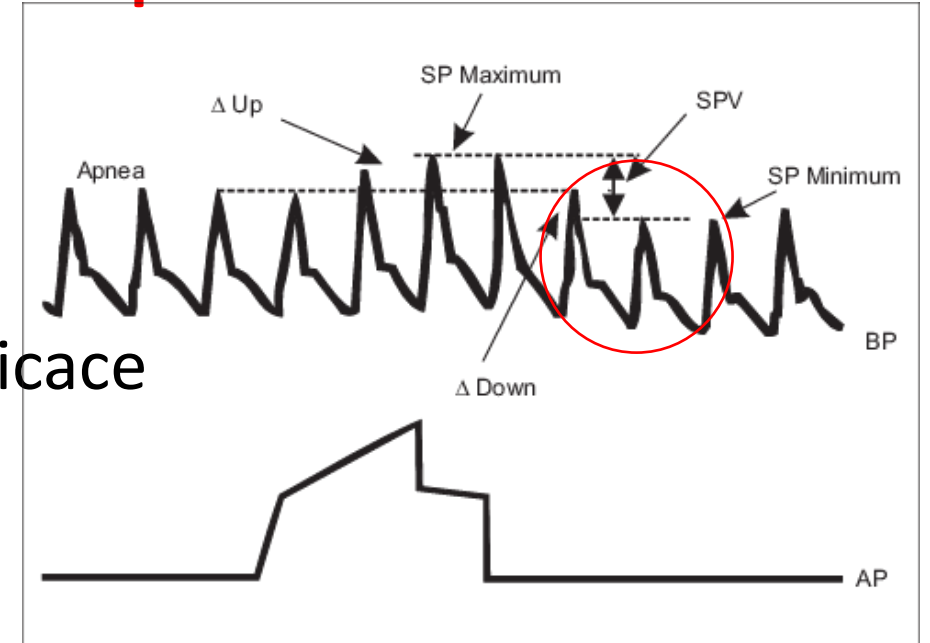 SP Maximum
Δ Up
SPV
Apnea
SP Minimum
BP
icace
Δ Down
AP